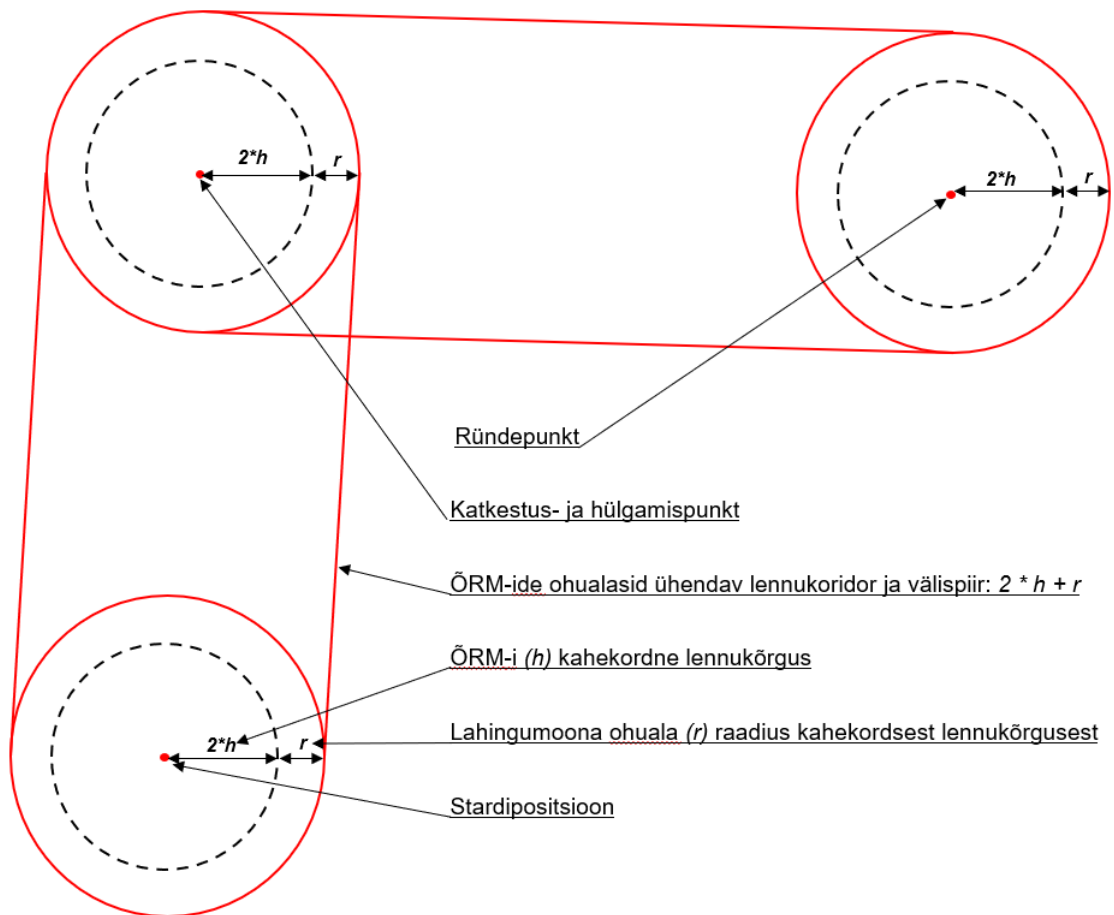 2*h
r
2*h
r
Ründepunkt
Katkestus- ja hülgamispunkt
ÕRM-ide ohualasid ühendav lennukoridor ja välispiir: 2 * h + r
ÕRM-i (h) kahekordne lennukõrgus
2*h
r
Lahingumoona ohuala (r) raadius kahekordsest lennukõrgusest
Stardipositsioon